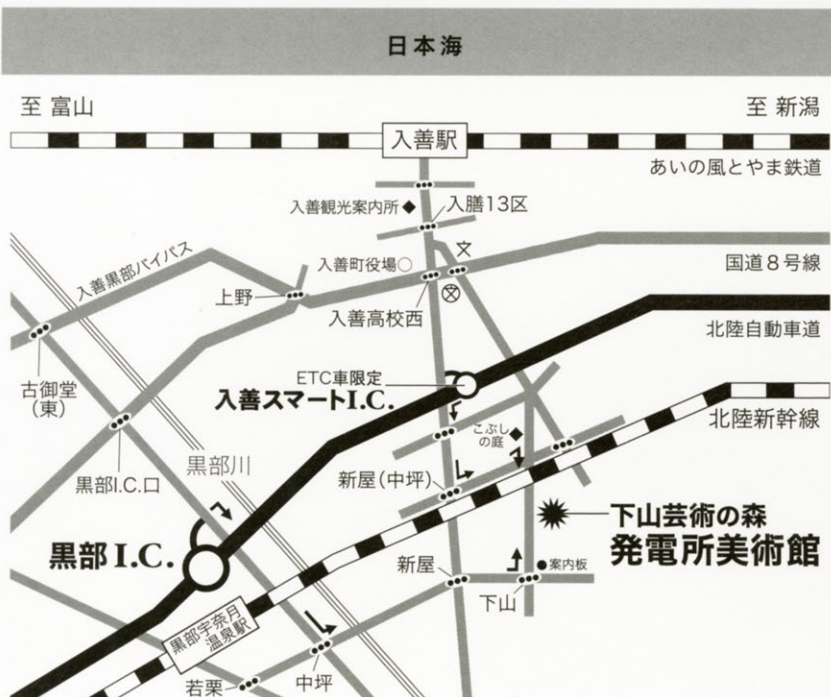 日本海
至 富山
至 新潟
入善駅
あいの風とやま鉄道
入善観光案内所
入膳13区
入善黒部バイパス
入善町役場
国道8号線
上野
入善高校西
北陸自動車道
古御堂
(東)
ETC車限定
入善スマートI.C.
北陸新幹線
こぶし
の庭
黒部川
黒部I.C.口
新屋(中坪)
下山芸術の森
発電所美術館
黒部I.C.
新屋
案内板
下山
黒部宇奈月
温泉駅
若栗
中坪